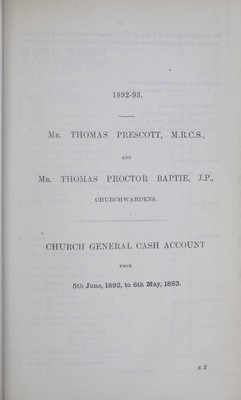 1892-93.
MR. THOMAS PRESCOTT, M.R.C.S.,
AND
MR. THOMAS PROCTOR BAPTIE, J.P.,
CHURCHWARDENS.
CHURCH GENERAL CASH ACCOUNT
FROM
5th June, 1892, to 6th May, 1893.
E 2